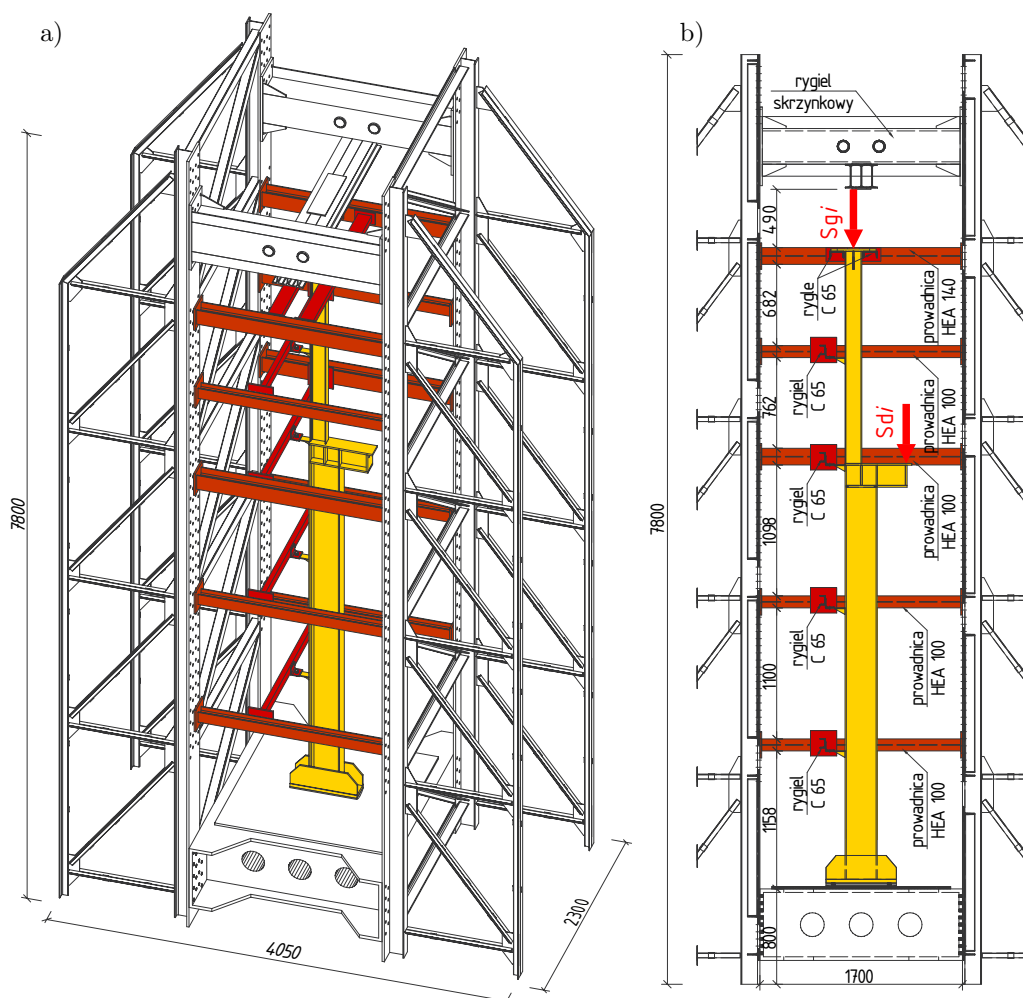 a)
7800
4050
2300
b)
7800
rygiel
skrzynkowy
490
Sgi
682
rygle
C 65
prowadnica
HEA 140
762
rygiel
C 65
prowadnica
HEA 100
Sdi
1098
rygiel
C 65
prowadnica
HEA 100
1100
rygiel
C 65
prowadnica
HEA 100
1158
rygiel
C 65
prowadnica
HEA 100
800
1700